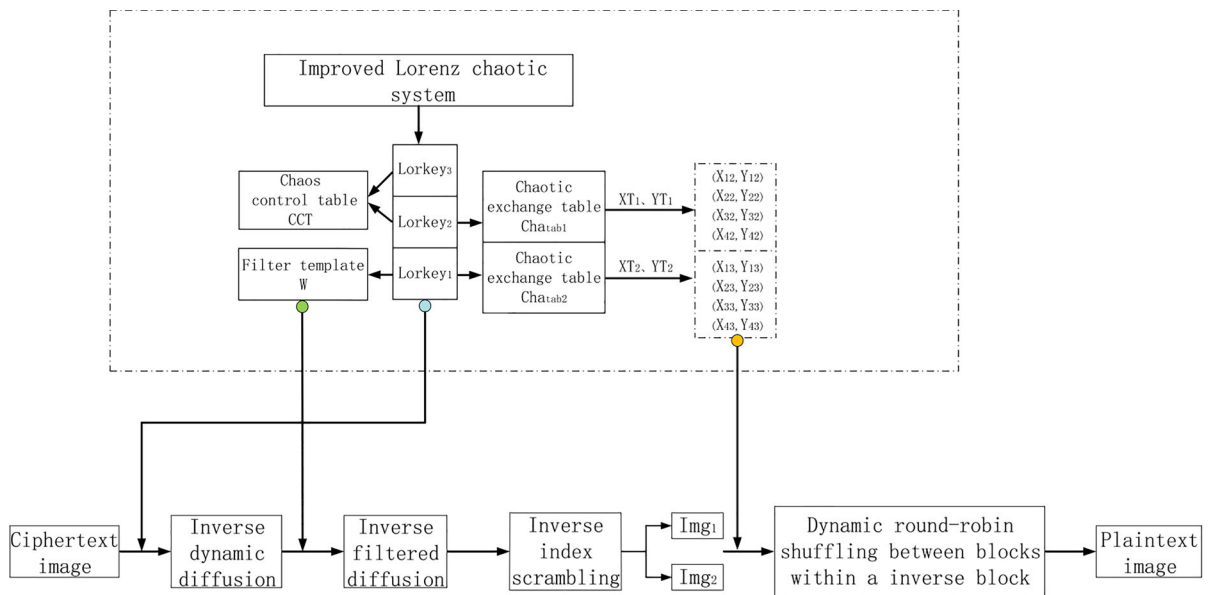 Improved Lorenz chaotic
system
Lorkey3
Lorkey2
Lorkey1
Chaos
control table
CCT
Filter template
W
Chaotic
exchange table
Chatab1
Chaotic
exchange table
Chatab2
XT1、YT1
XT2、YT2
(X12,Y12)
(X22,Y22)
(X32,Y32)
(X42,Y42)
(X13,Y13)
(X23,Y23)
(X33,Y33)
(X43,Y43)
Ciphertext
image
Inverse
dynamic
diffusion
Inverse
filtered
diffusion
Inverse
index
scrambling
Img1
Img2
Dynamic round-robin
shuffling between blocks
within a inverse block
Plaintext
image